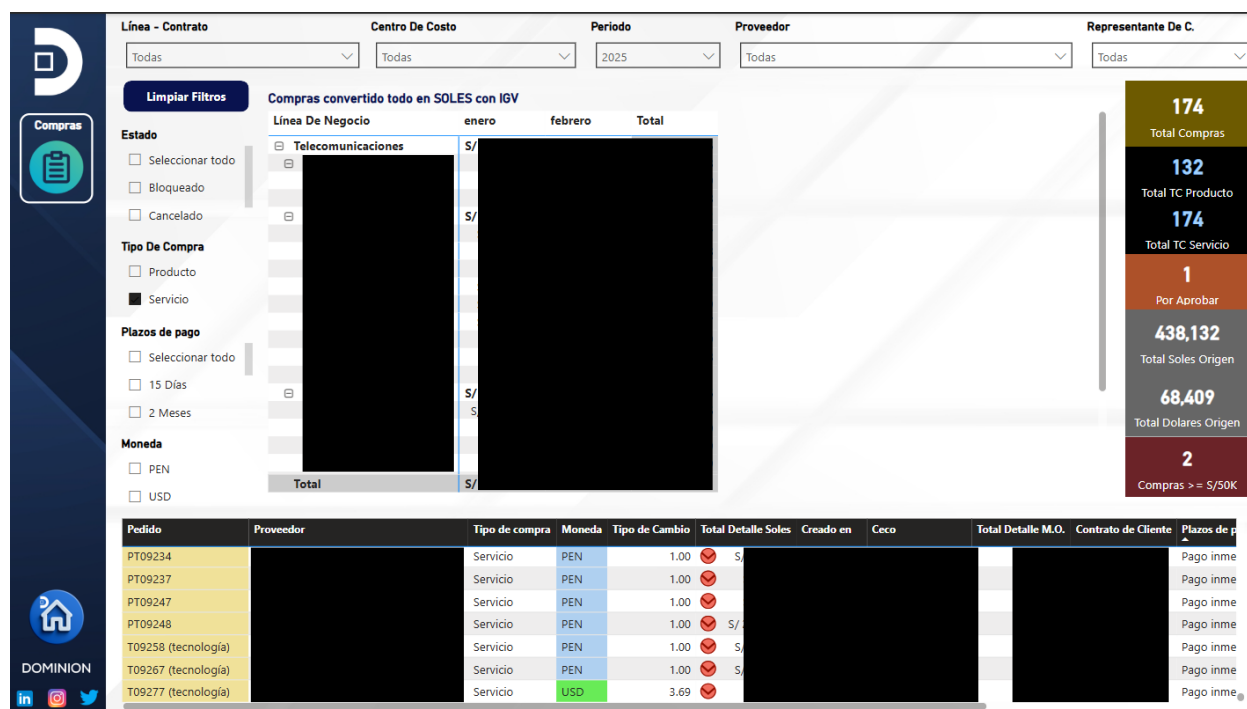 Línea - Contrato Centro De Costo Periodo Proveedor Representante De C.
Todas Todas 2025 Todas Todas
Limpiar Filtros
Compras convertido todo en SOLES con IGV
Línea De Negocio enero febrero Total
Telecomunicaciones S/
S/
S/
S/
Total S/
Compras
Estado
Seleccionar todo
Bloqueado
Cancelado
Tipo De Compra
Producto
Servicio
Plazos de pago
Seleccionar todo
15 Días
2 Meses
Moneda
PEN
USD
174
Total Compras
132
Total TC Producto
174
Total TC Servicio
1
Por Aprobar
438,132
Total Soles Origen
68,409
Total Dolares Origen
2
Compras >= S/50K
Pedido Proveedor Tipo de compra Moneda Tipo de Cambio Total Detalle Soles Creado en Ceco Total Detalle M.O. Contrato de Cliente Plazos de p
PT09234 Servicio PEN 1.00 S/ Pago inme
PT09237 Servicio PEN 1.00 Pago inme
PT09247 Servicio PEN 1.00 Pago inme
PT09248 Servicio PEN 1.00 S/ Pago inme
T09258 (tecnología) Servicio PEN 1.00 S/ Pago inme
T09267 (tecnología) Servicio PEN 1.00 S/ Pago inme
T09277 (tecnología) Servicio USD 3.69 Pago inme
DOMINION
in